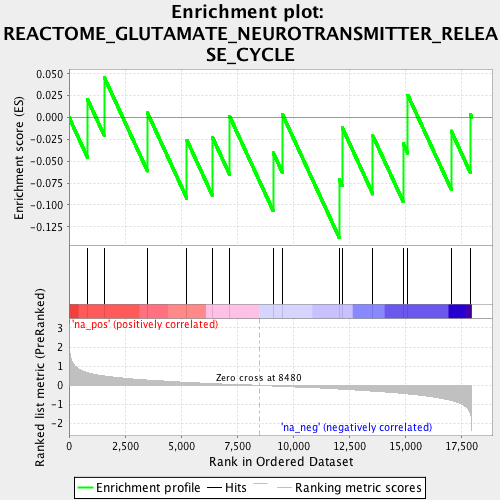 Enrichment plot:
REACTOME_GLUTAMATE_NEUROTRANSMITTER_RELEA
SE_CYCLE
Enrichment score (ES)
0.050
0.025
0.000
-0.025
-0.050
-0.075
-0.100
-0.125
'na_pos' (positively correlated)
Ranked list metric (PreRanked)
3
2
1
0
-1
-2
Zero cross at 8480
'na_neg' (negatively correlated)
0 2,500 5,000 7,500 10,000 12,500 15,000 17,500
Rank in Ordered Dataset
Enrichment profile Hits Ranking metric scores